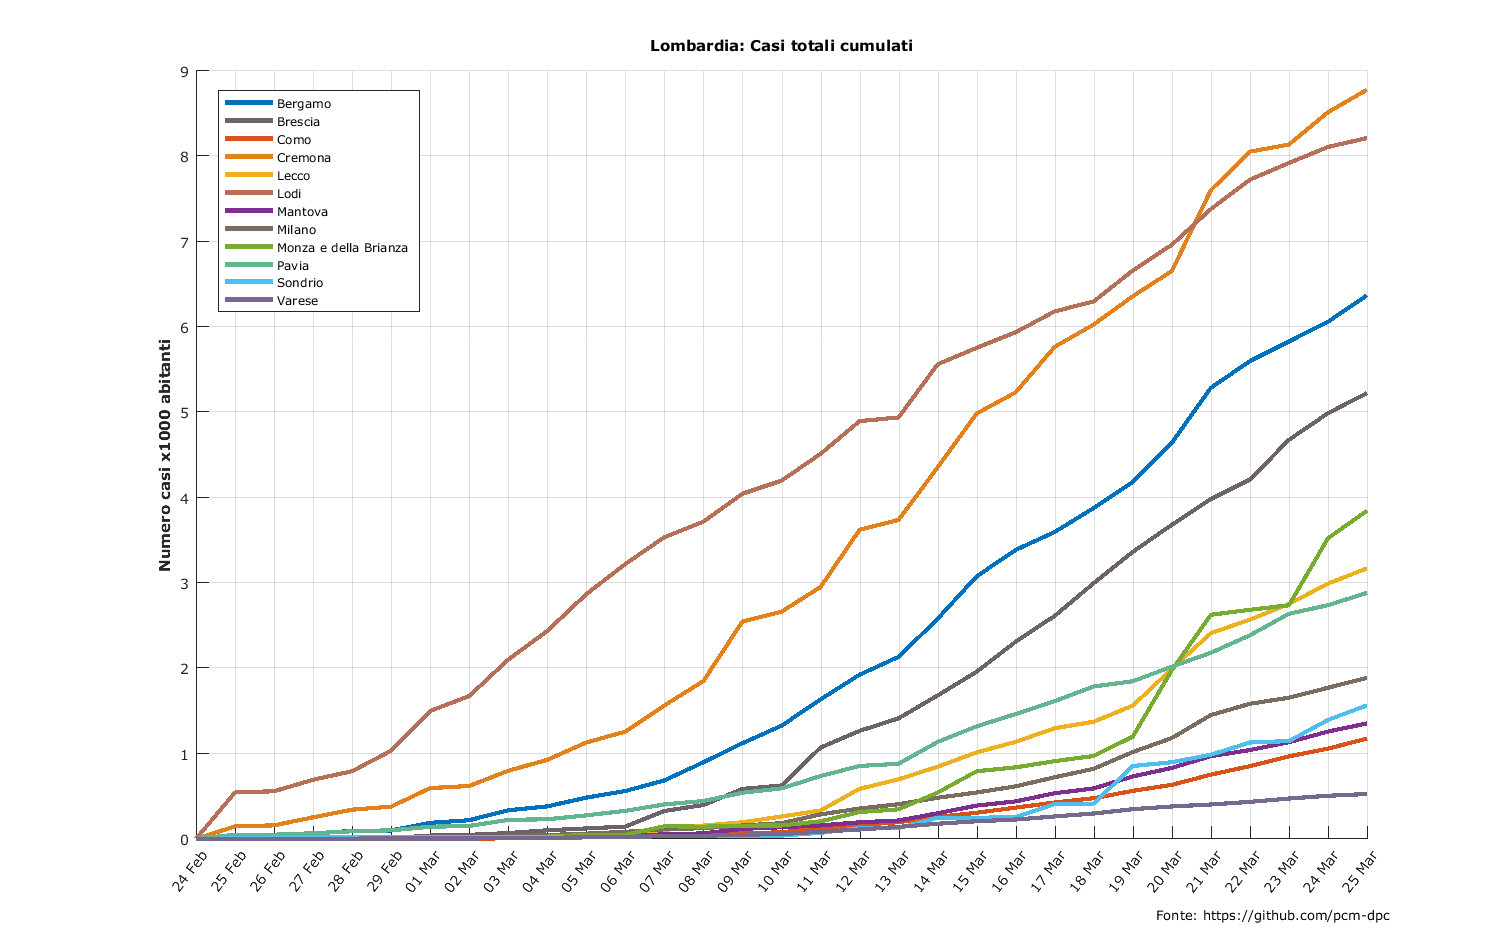 Lombardia: Casi totali cumulati
Numero casi x1000 abitanti
9
8
7
6
5
4
3
2
1
0
Bergamo
Brescia
Como
Cremona
Lecco
Lodi
Mantova
Milano
Monza e della Brianza
Pavia
Sondrio
Varese
24 Feb
25 Feb
26 Feb
27 Feb
28 Feb
29 Feb
01 Mar
02 Mar
03 Mar
04 Mar
05 Mar
06 Mar
07 Mar
08 Mar
09 Mar
10 Mar
11 Mar
12 Mar
13 Mar
14 Mar
15 Mar
16 Mar
17 Mar
18 Mar
19 Mar
20 Mar
21 Mar
22 Mar
23 Mar
24 Mar
25 Mar
Fonte: https://github.com/pcm-dpc